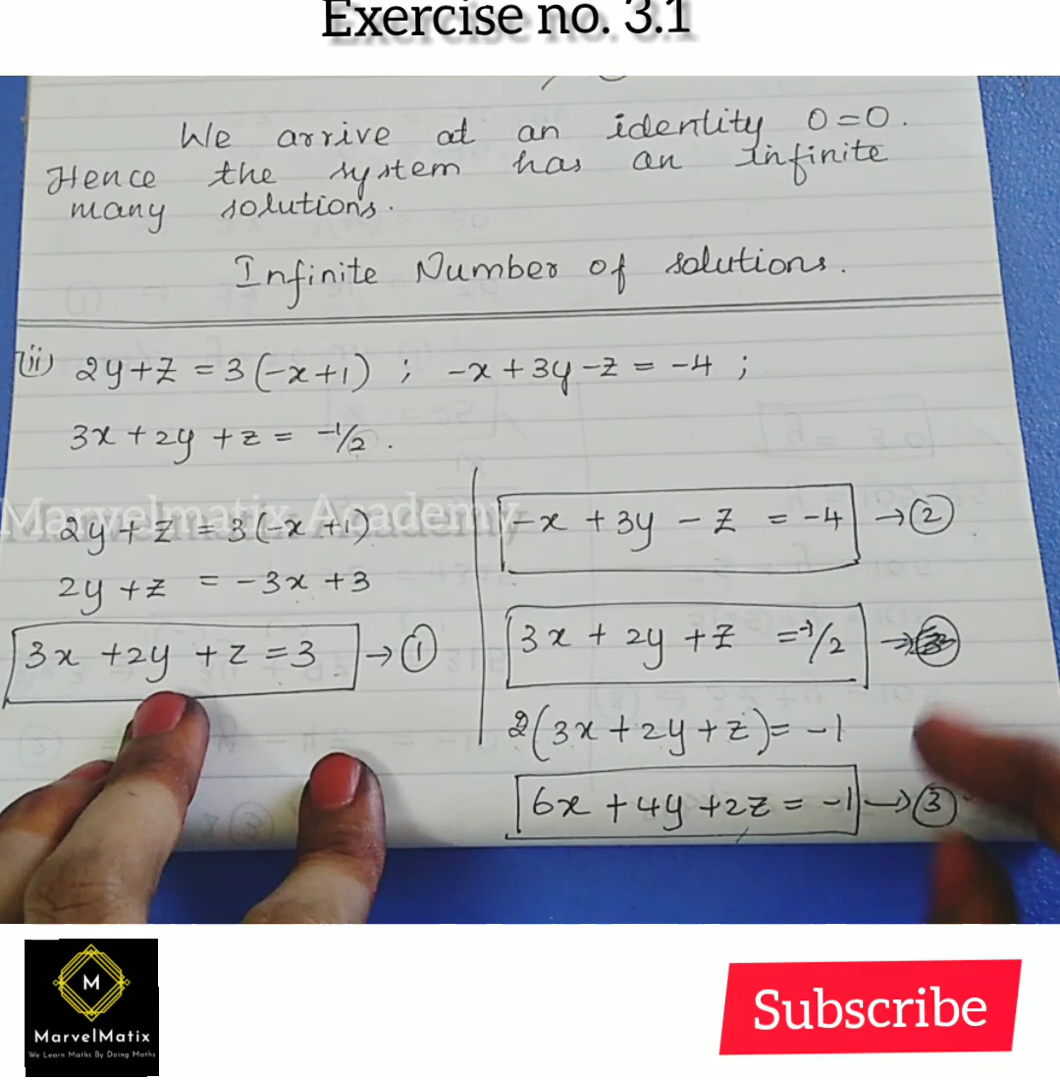 Exercise no. 3.1
We arrive at an identity 0=0.
Hence the system has an infinite
many solutions.
Infinite Number of solutions.
(ii) 2y+z = 3(-x+1) ; -x+3y-z = -4 ;
3x+2y+z = -1/2.
Marvelmatix Academy
2y+z = 3(-x+1)
2y+z = -3x+3
3x+2y+z=3 → ①
-x+3y-z = -4 → ②
3x+2y+z = -1/2 →
2(3x+2y+z)= -1
6x+4y+2z = -1 → ③
M
MarvelMatix
We Learn Maths By Doing Maths
Subscribe